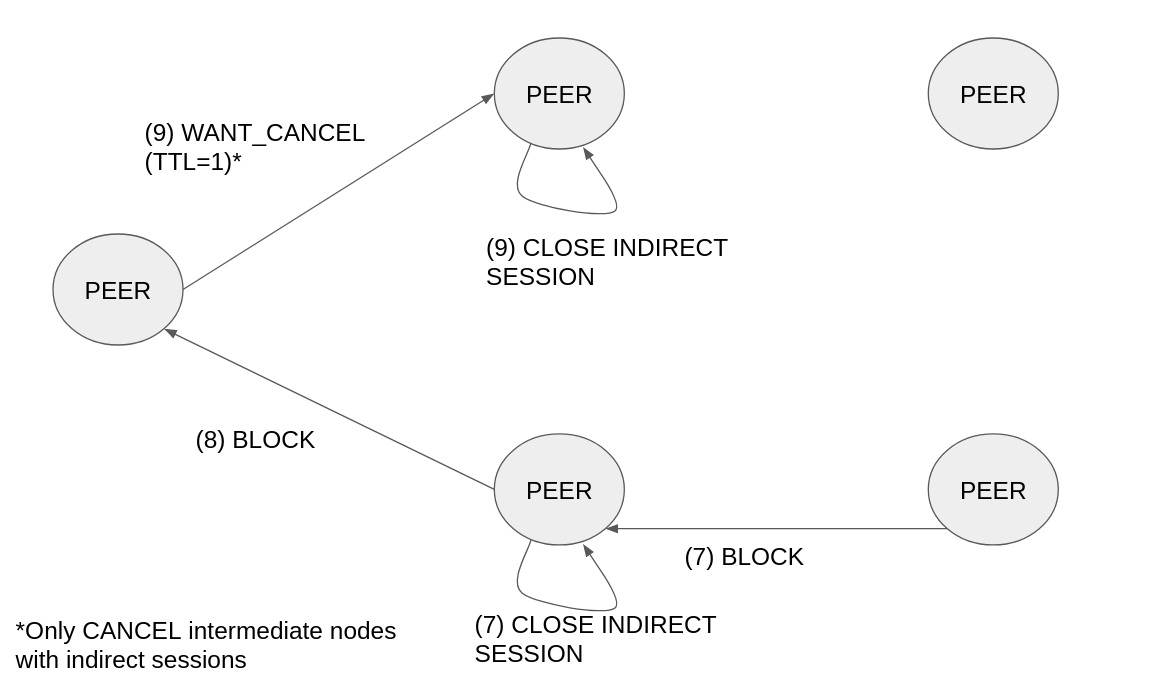 PEER
PEER
(9) WANT_CANCEL
(TTL=1)*
(9) CLOSE INDIRECT
SESSION
PEER
(8) BLOCK
PEER
PEER
(7) BLOCK
(7) CLOSE INDIRECT
SESSION
*Only CANCEL intermediate nodes
with indirect sessions